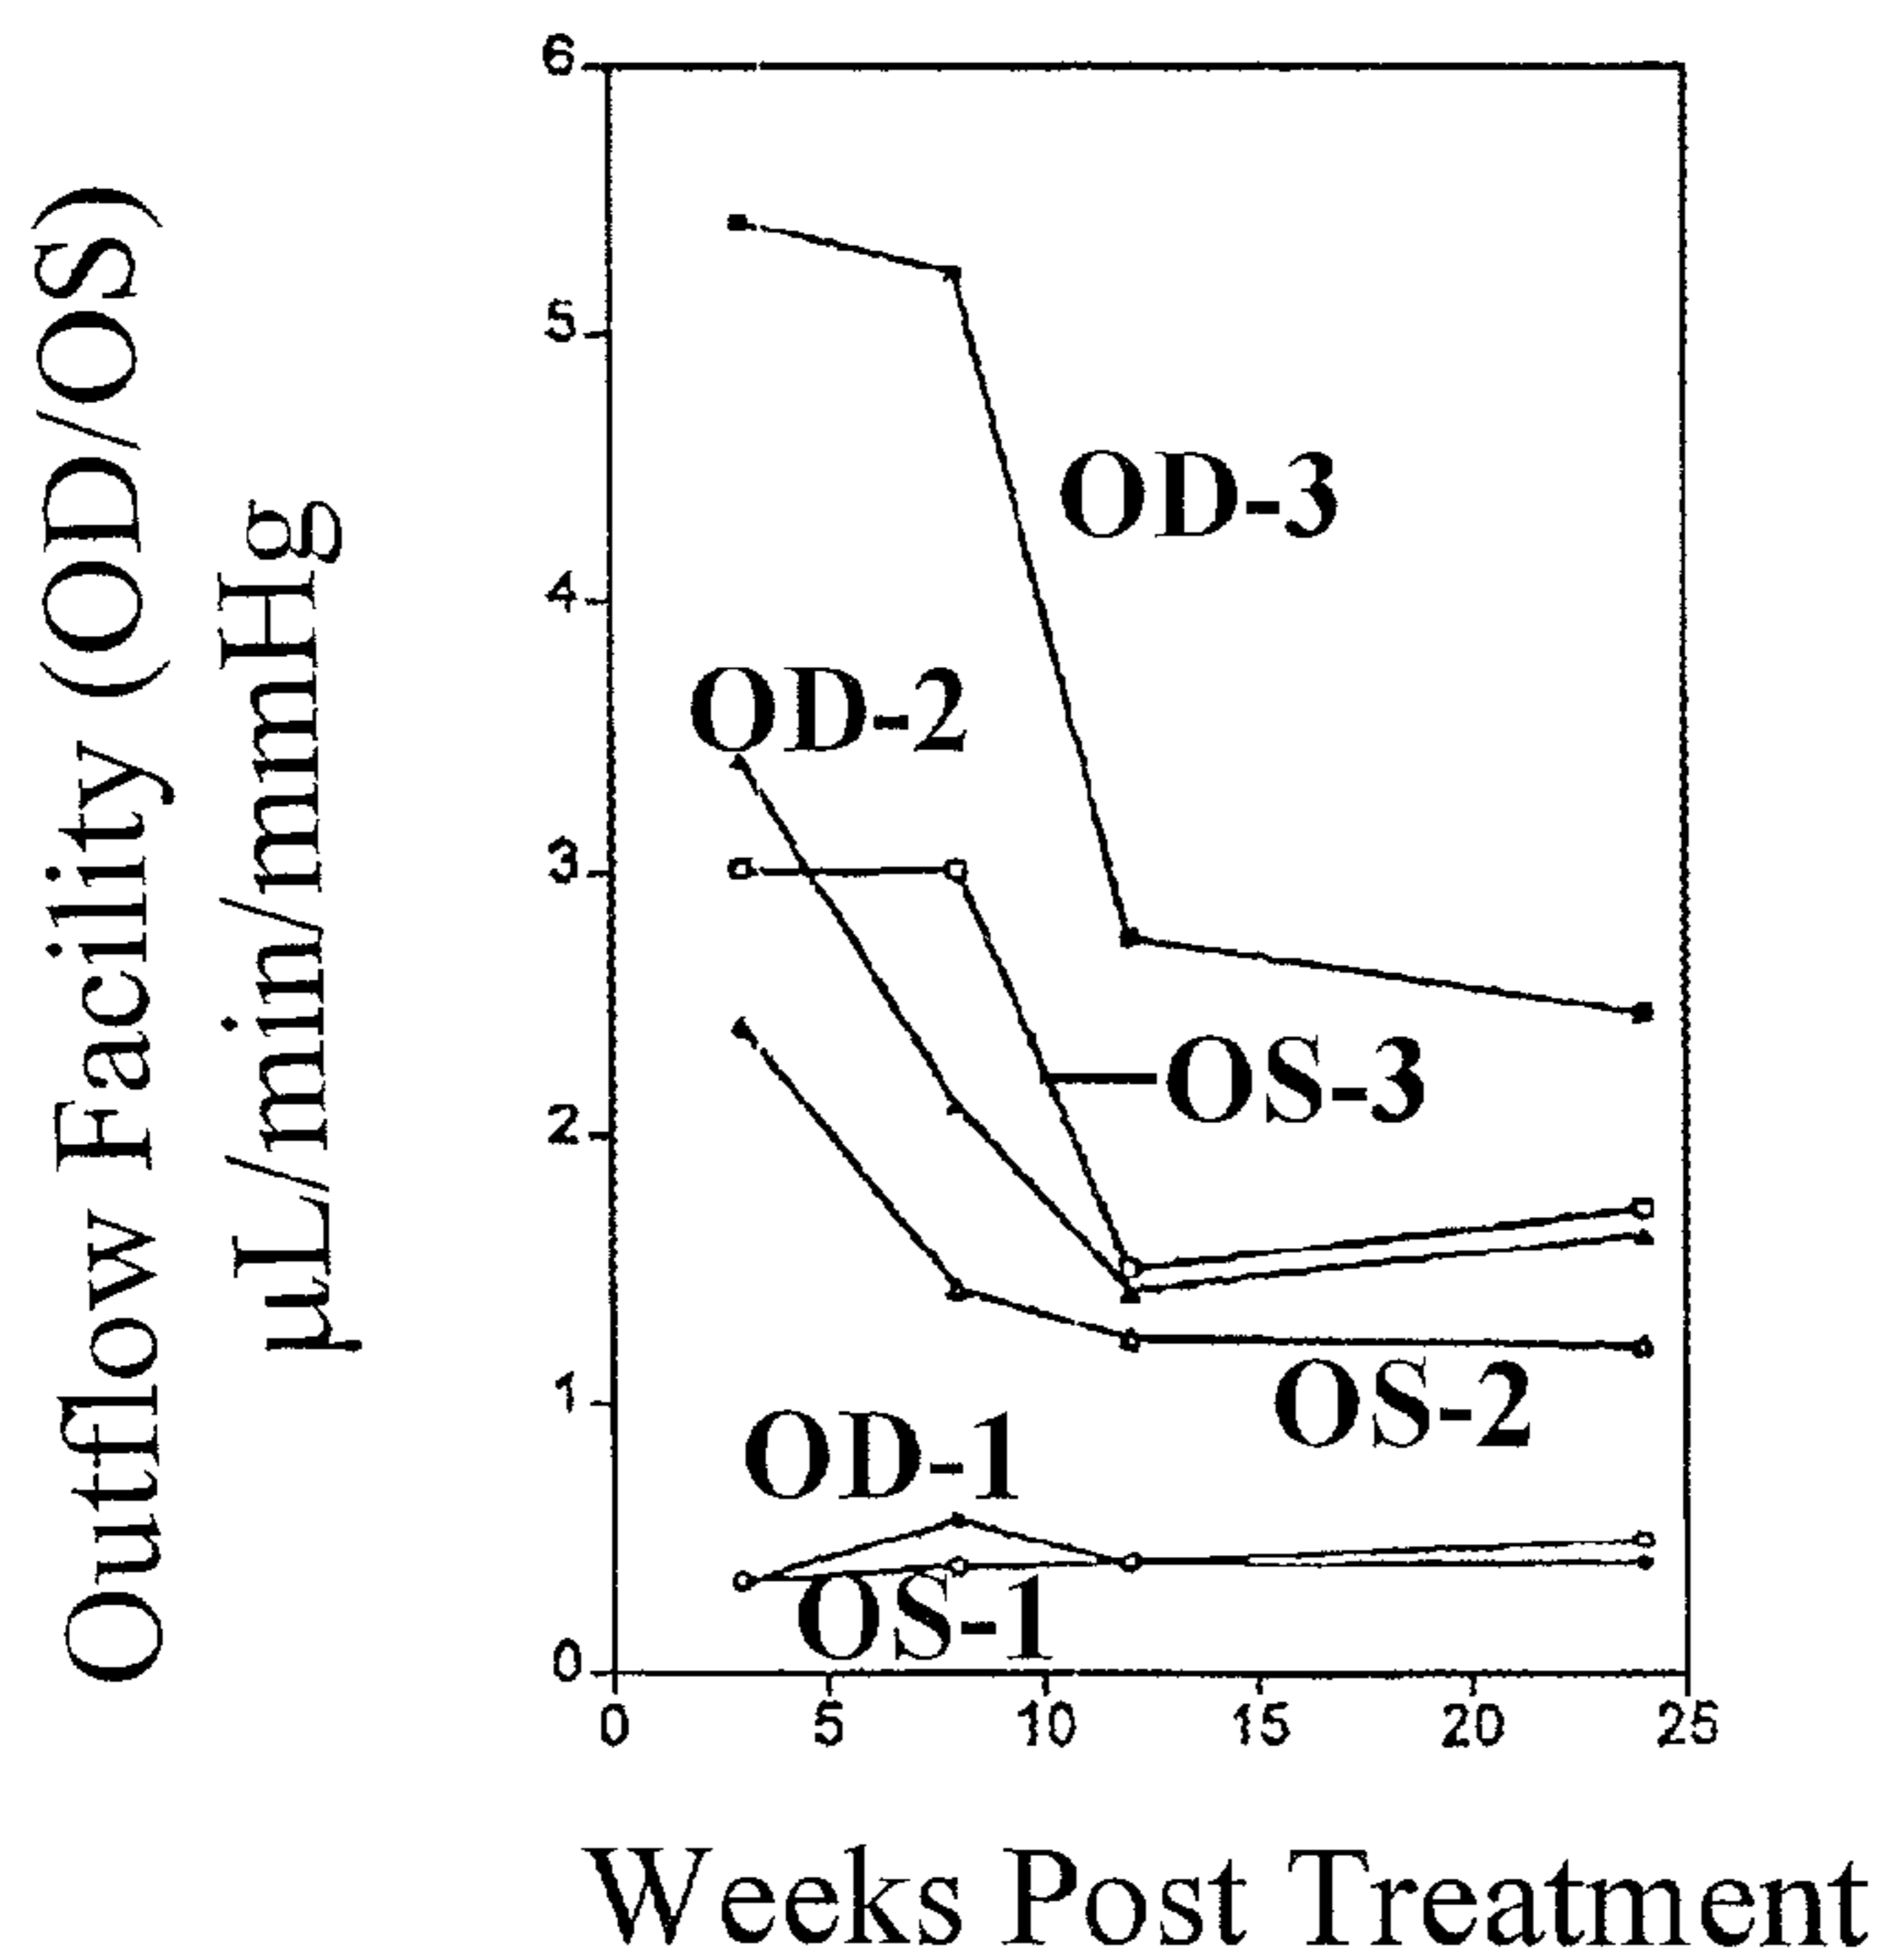 Outflow Facility (OD/OS)
µL/min/mmHg
6
5
4
3
2
1
0
OD-3
OD-2
OS-3
OS-2
OD-1
OS-1
0 5 10 15 20 25
Weeks Post Treatment